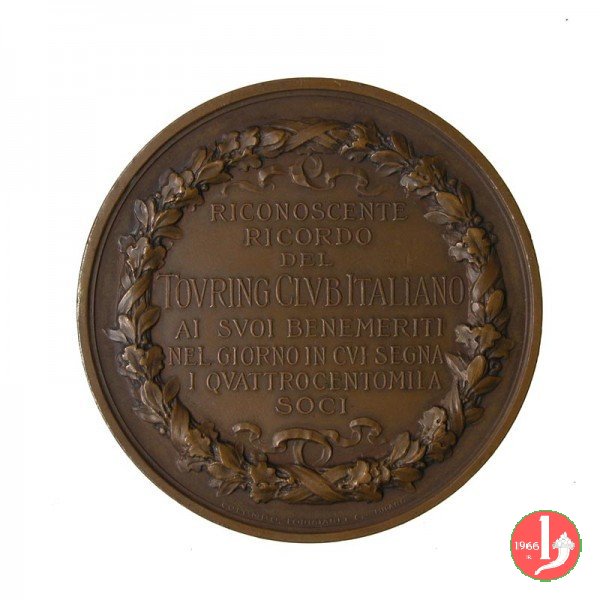 RICONOSCENTE
RICORDO
DEL
TOVRING CLVB ITALIANO
AI SVOI BENEMERITI
NEL GIORNO IN CVI SEGNA
I QVATTROCENTOMILA
SOCI
1966